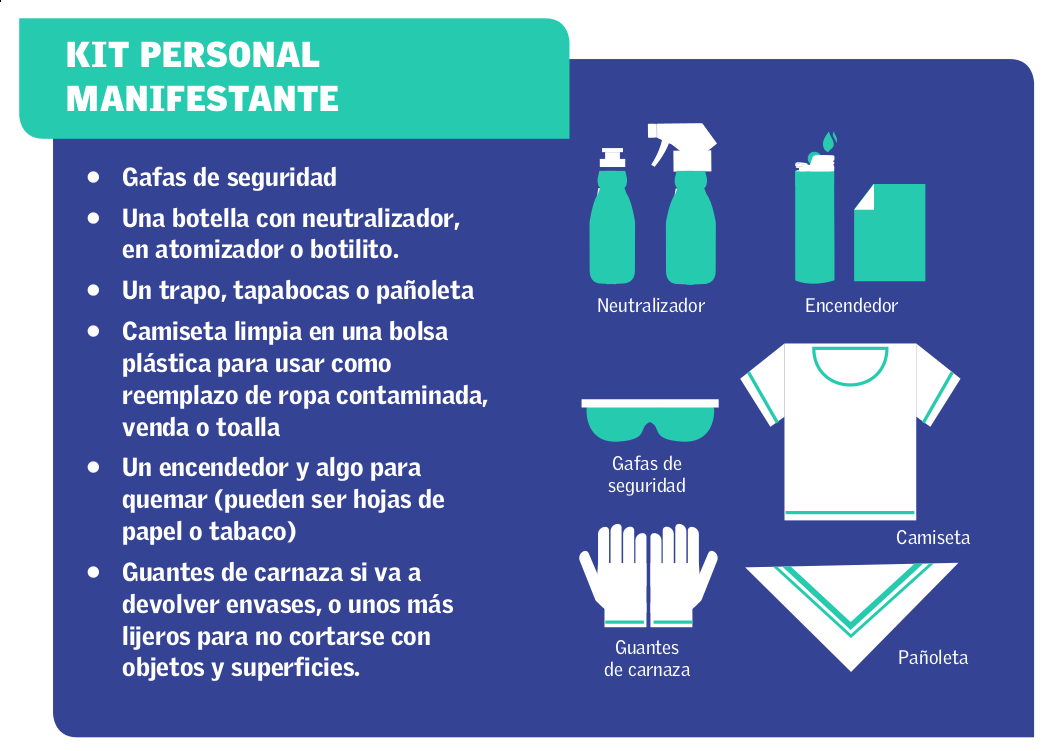 KIT PERSONAL
MANIFESTANTE
• Gafas de seguridad
• Una botella con neutralizador,
en atomizador o botilito.
• Un trapo, tapabocas o pañoleta
• Camiseta limpia en una bolsa
plástica para usar como
reemplazo de ropa contaminada,
venda o toalla
• Un encendedor y algo para
quemar (pueden ser hojas de
papel o tabaco)
• Guantes de carnaza si va a
devolver envases, o unos más
lijeros para no cortarse con
objetos y superficies.
Neutralizador
Encendedor
Gafas de
seguridad
Camiseta
Guantes
de carnaza
Pañoleta